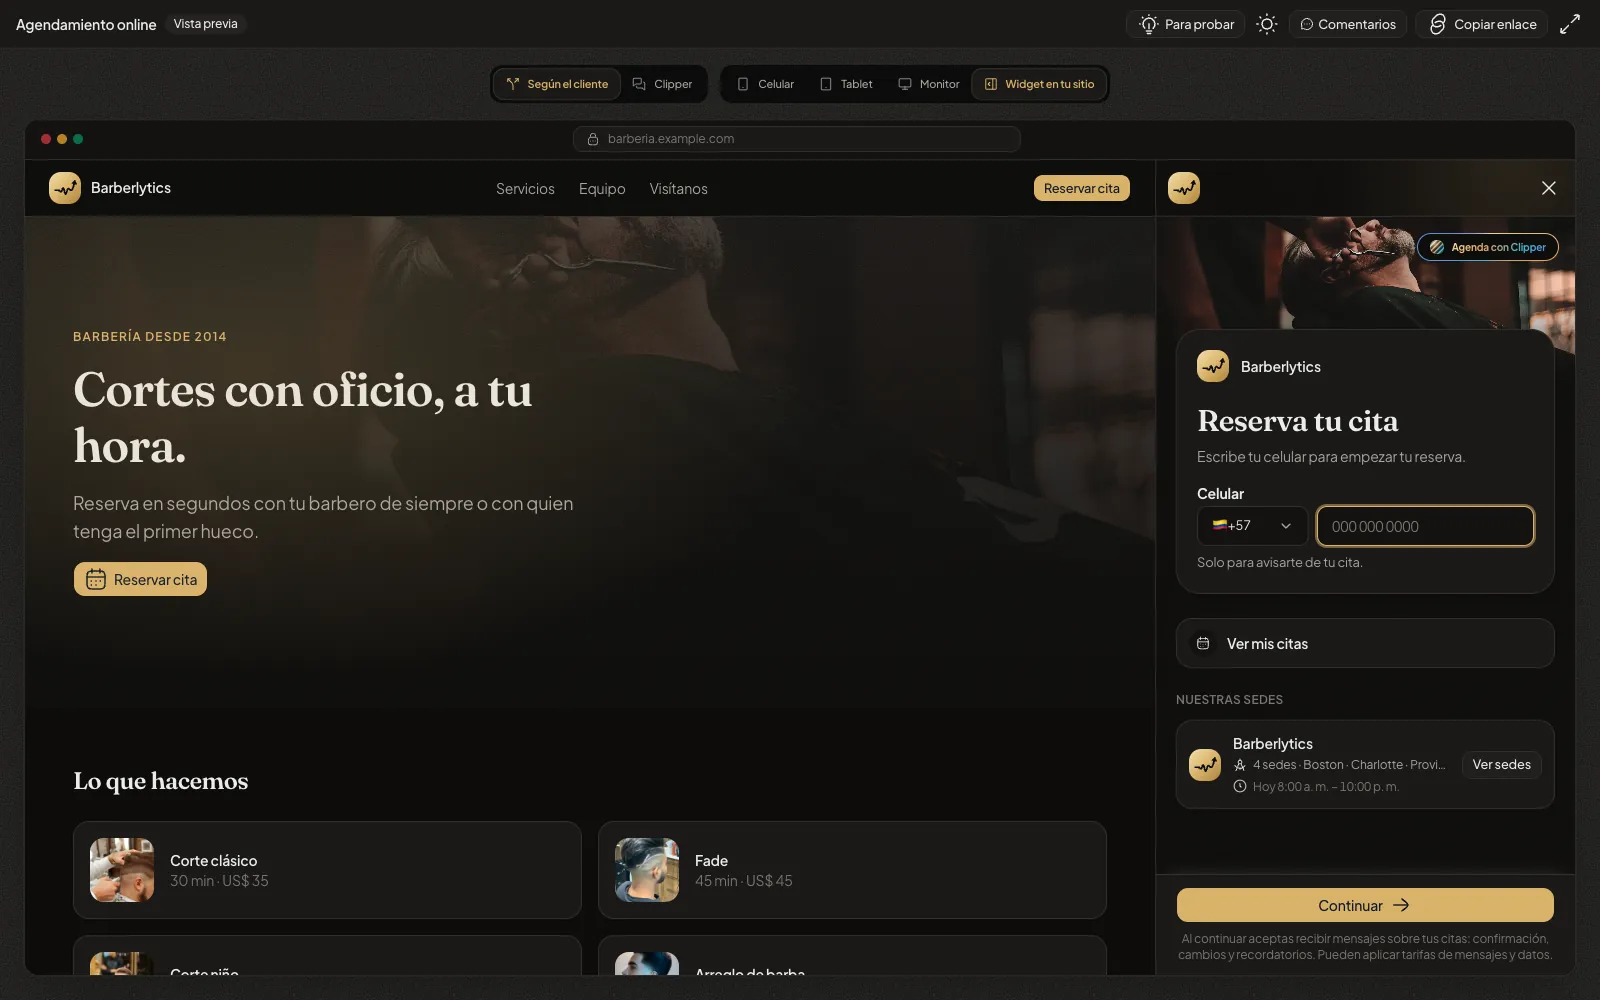 Agendamiento online
Vista previa
Para probar
Comentarios
Copiar enlace
Según el cliente
Clipper
Celular
Tablet
Monitor
Widget en tu sitio
barberia.example.com
Barberlytics
Servicios
Equipo
Visítanos
Reservar cita
BARBERÍA DESDE 2014
Cortes con oficio, a tu
hora.
Reserva en segundos con tu barbero de siempre o con quien
tenga el primer hueco.
Reservar cita
Lo que hacemos
Corte clásico
30 min · US$ 35
Fade
45 min · US$ 45
Corte niño
Arreglo de barba
Agenda con Clipper
Barberlytics
Reserva tu cita
Escribe tu celular para empezar tu reserva.
Celular
+57
000 000 0000
Solo para avisarte de tu cita.
Ver mis citas
NUESTRAS SEDES
Barberlytics
4 sedes · Boston · Charlotte · Provi...
Hoy 8:00 a. m. – 10:00 p. m.
Ver sedes
Continuar
Al continuar aceptas recibir mensajes sobre tus citas: confirmación,
cambios y recordatorios. Pueden aplicar tarifas de mensajes y datos.